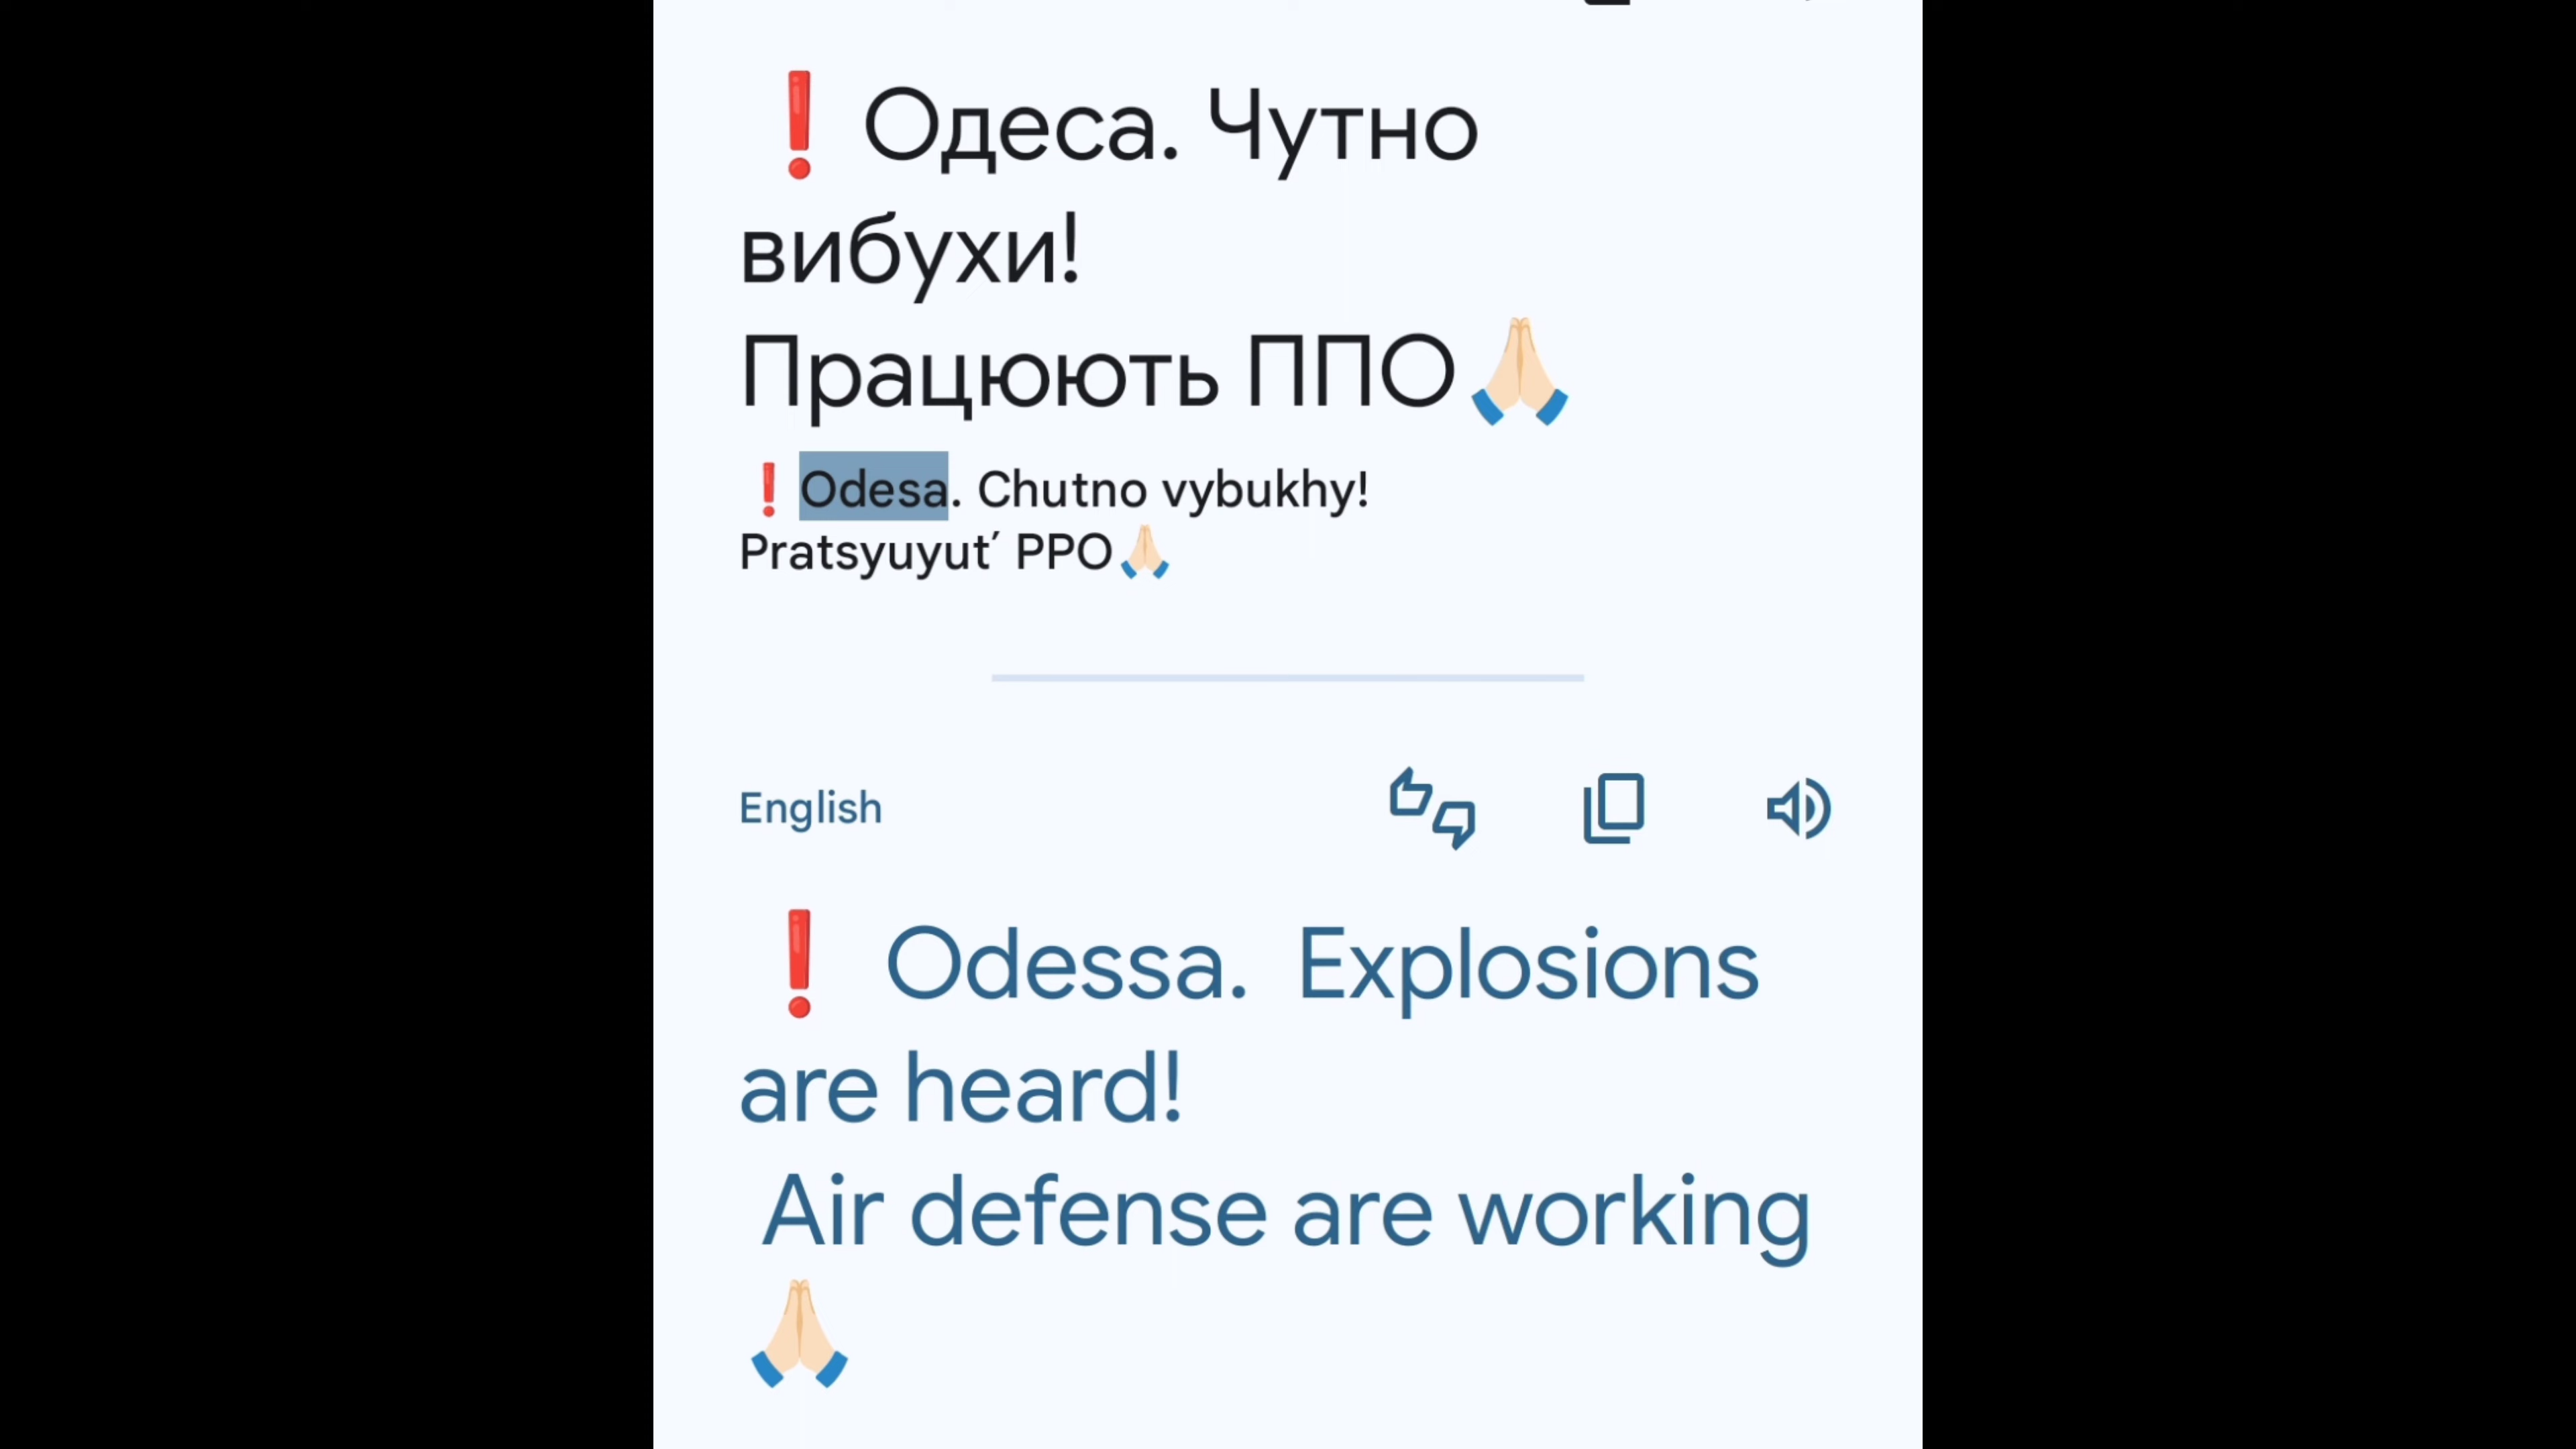 ❗Одеса. Чутно
вибухи!
Працюють ППО🙏🏻
❗Odesa. Chutno vybukhy!
Pratsyuyutʹ PPO🙏🏻
English
❗ Odessa.  Explosions
are heard!
Air defense are working
🙏🏻